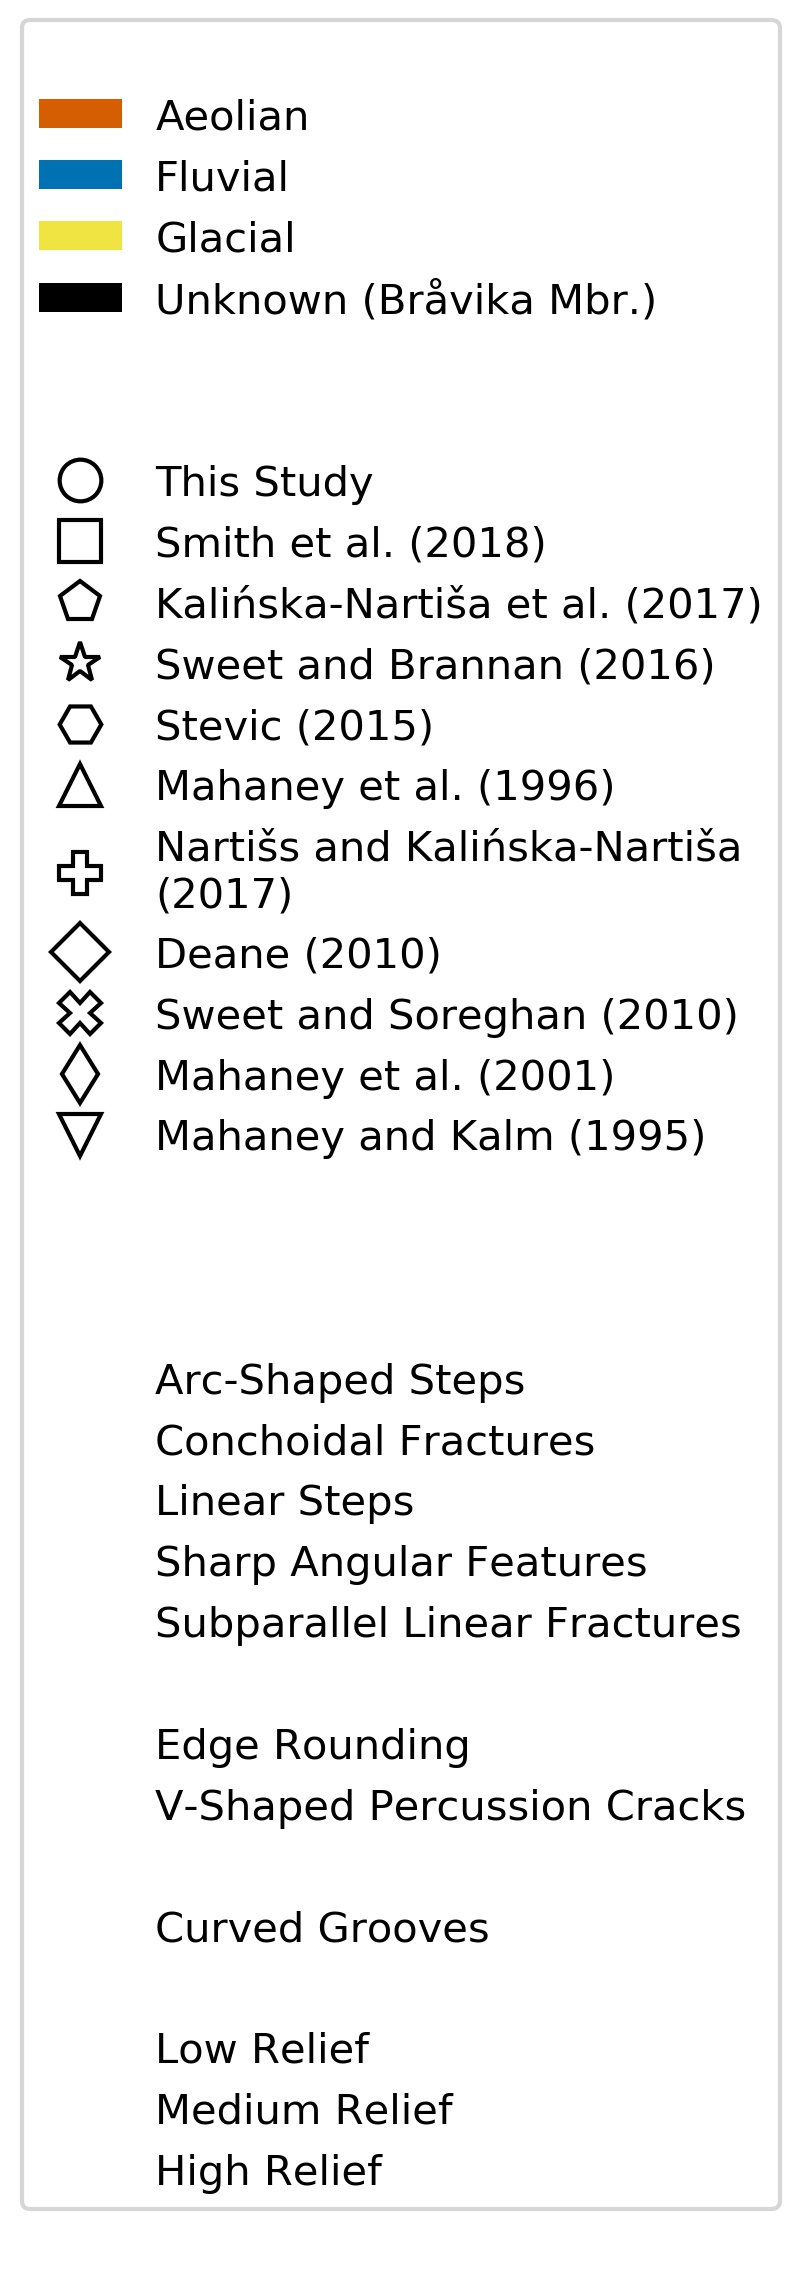 Aeolian
Fluvial
Glacial
Unknown (Bråvika Mbr.)
This Study
Smith et al. (2018)
Kalińska-Nartiša et al. (2017)
Sweet and Brannan (2016)
Stevic (2015)
Mahaney et al. (1996)
Nartišs and Kalińska-Nartiša
(2017)
Deane (2010)
Sweet and Soreghan (2010)
Mahaney et al. (2001)
Mahaney and Kalm (1995)
Arc-Shaped Steps
Conchoidal Fractures
Linear Steps
Sharp Angular Features
Subparallel Linear Fractures
Edge Rounding
V-Shaped Percussion Cracks
Curved Grooves
Low Relief
Medium Relief
High Relief